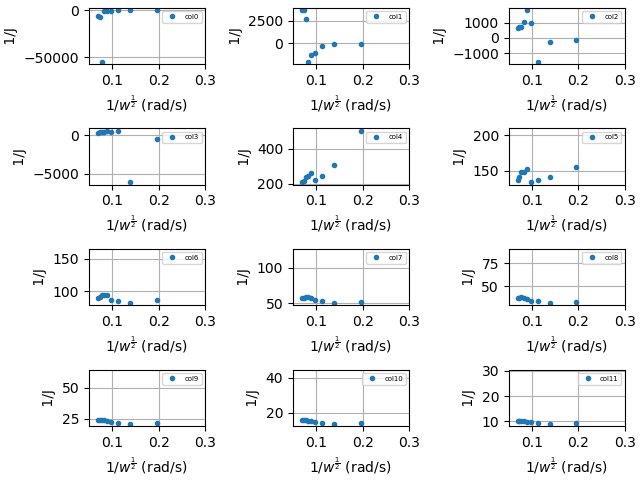 0
−50000
1/J
col0
0.1 0.2 0.3
1/w^{1/2} (rad/s)
2500
0
1/J
col1
0.1 0.2 0.3
1/w^{1/2} (rad/s)
1000
0
−1000
1/J
col2
0.1 0.2 0.3
1/w^{1/2} (rad/s)
0
−5000
1/J
col3
0.1 0.2 0.3
1/w^{1/2} (rad/s)
400
200
1/J
col4
0.1 0.2 0.3
1/w^{1/2} (rad/s)
200
150
1/J
col5
0.1 0.2 0.3
1/w^{1/2} (rad/s)
150
100
1/J
col6
0.1 0.2 0.3
1/w^{1/2} (rad/s)
100
50
1/J
col7
0.1 0.2 0.3
1/w^{1/2} (rad/s)
75
50
1/J
col8
0.1 0.2 0.3
1/w^{1/2} (rad/s)
50
25
1/J
col9
0.1 0.2 0.3
1/w^{1/2} (rad/s)
40
20
1/J
col10
0.1 0.2 0.3
1/w^{1/2} (rad/s)
30
20
10
1/J
col11
0.1 0.2 0.3
1/w^{1/2} (rad/s)